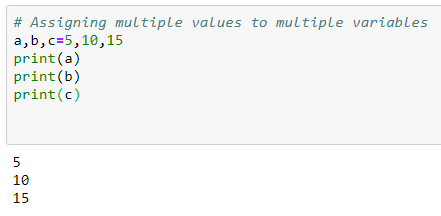 # Assigning multiple values to multiple variables
a,b,c=5,10,15
print(a)
print(b)
print(c)
5
10
15